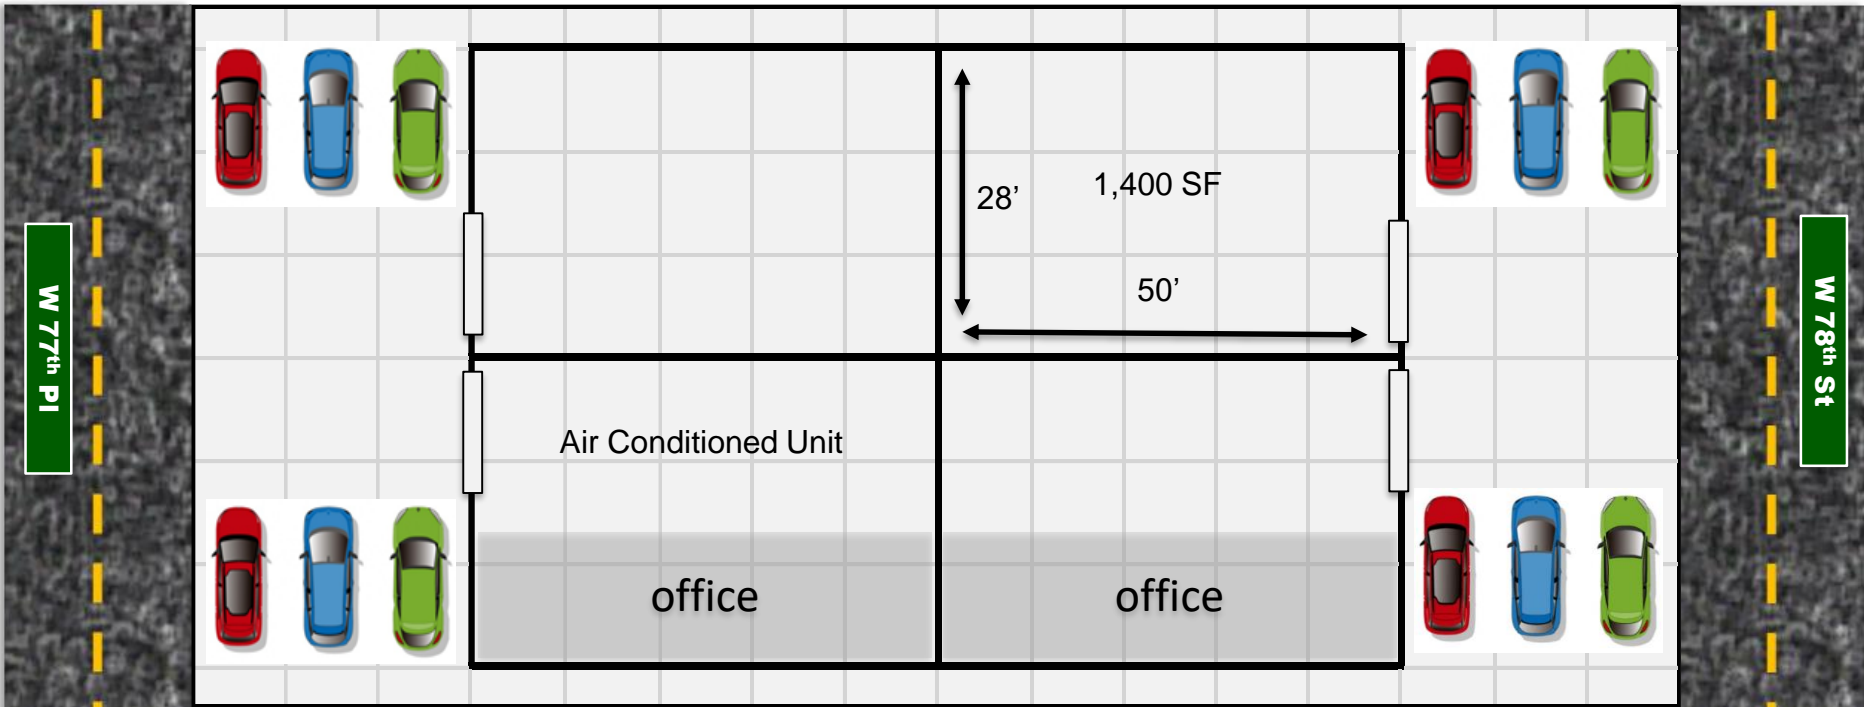 W 77th Pl
28’
1,400 SF
50’
W 78th St
Air Conditioned Unit
office
office